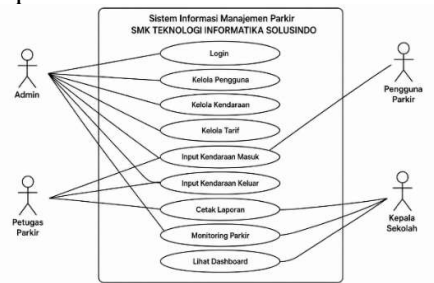 Sistem Informasi Manajemen Parkir
SMK TEKNOLOGI INFORMATIKA SOLUSINDO
Login
Kelola Pengguna
Kelola Kendaraan
Kelola Tarif
Input Kendaraan Masuk
Input Kendaraan Keluar
Cetak Laporan
Monitoring Parkir
Lihat Dashboard
Admin
Petugas
Parkir
Pengguna
Parkir
Kepala
Sekolah